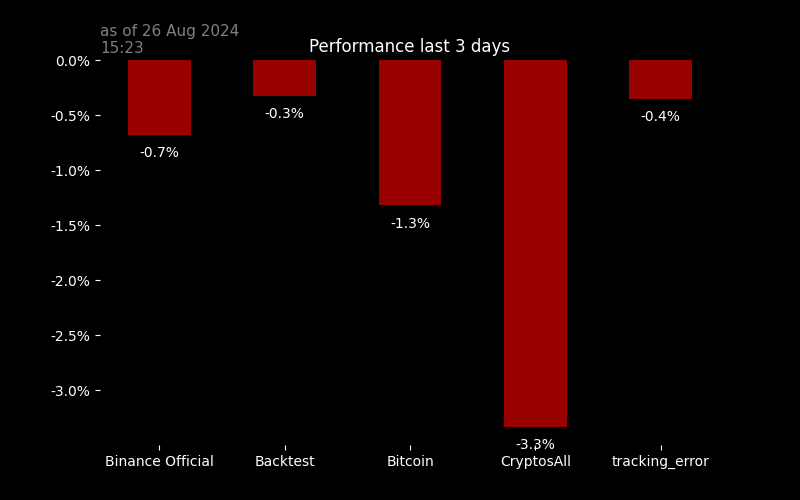 as of 26 Aug 2024
15:23
Performance last 3 days
0.0%
-0.5%
-1.0%
-1.5%
-2.0%
-2.5%
-3.0%
-0.7%
-0.3%
-1.3%
-3.3%
-0.4%
Binance Official
Backtest
Bitcoin
CryptosAll
tracking_error